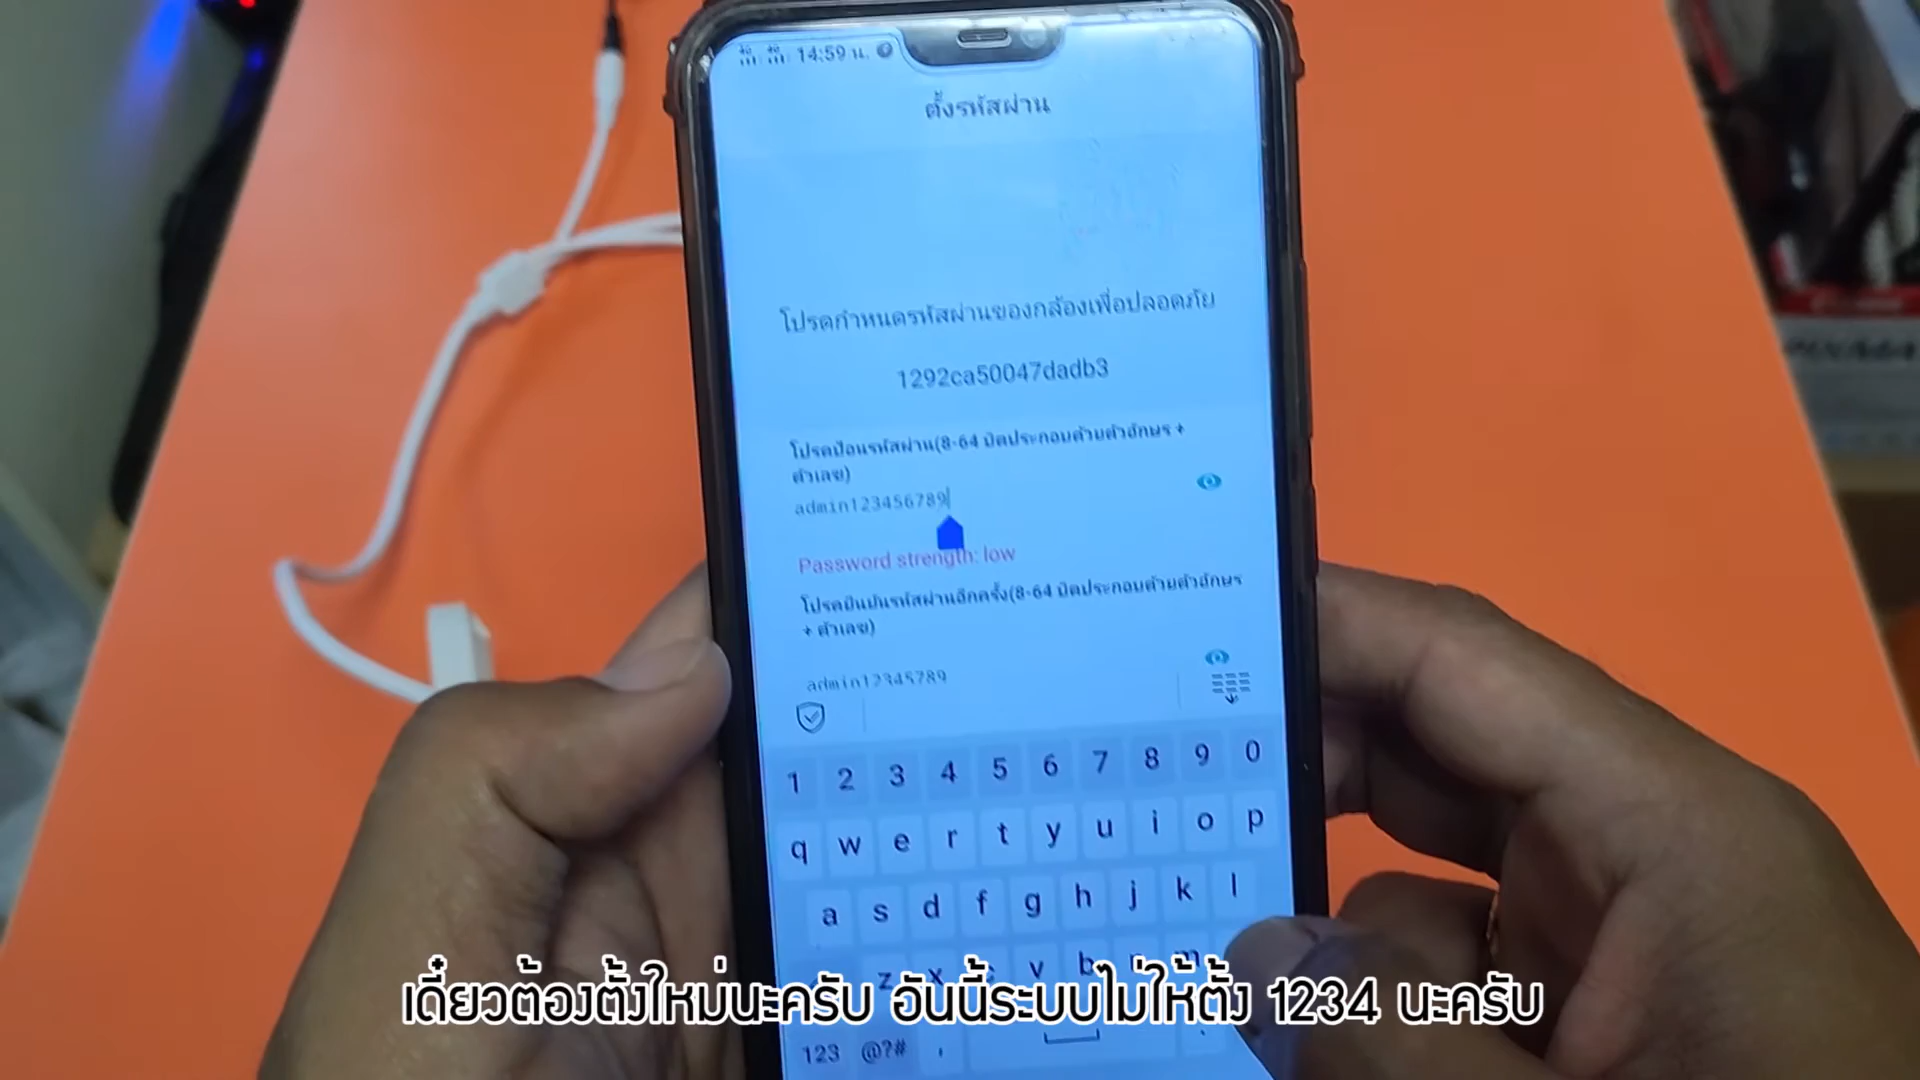 14:59 น.
ตั้งรหัสผ่าน
โปรดกำหนดรหัสผ่านของกล้องเพื่อปลอดภัย
1292ca50047dadb3
โปรดป้อนรหัสผ่าน(8-64 บิตประกอบด้วยตัวอักษร +
ตัวเลข)
admin123456789
Password strength: low
โปรดยืนยันรหัสผ่านอีกครั้ง(8-64 บิตประกอบด้วยตัวอักษร
+ ตัวเลข)
admin12345789
1 2 3 4 5 6 7 8 9 0
q w e r t y u i o p
a s d f g h j k l
z x v b m
เดี๋ยวต้องตั้งใหม่นะครับ อันนี้ระบบไม่ให้ตั้ง 1234 นะครับ
123 @?# ,